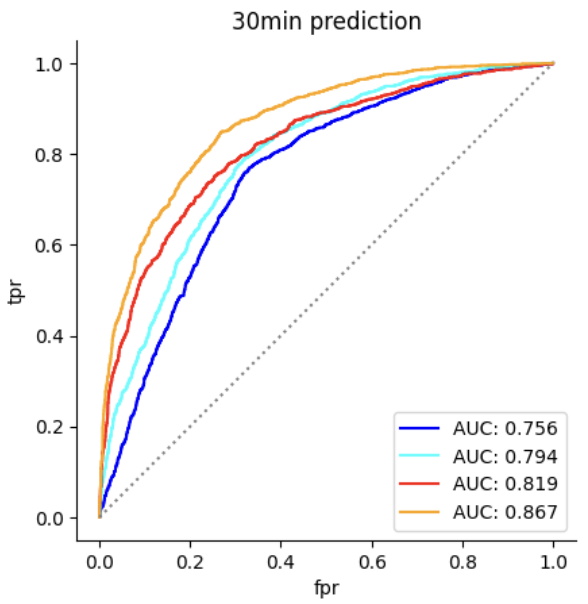 30min prediction
1.0
0.8
0.6
0.4
0.2
0.0
tpr
AUC: 0.756
AUC: 0.794
AUC: 0.819
AUC: 0.867
0.0 0.2 0.4 0.6 0.8 1.0
fpr